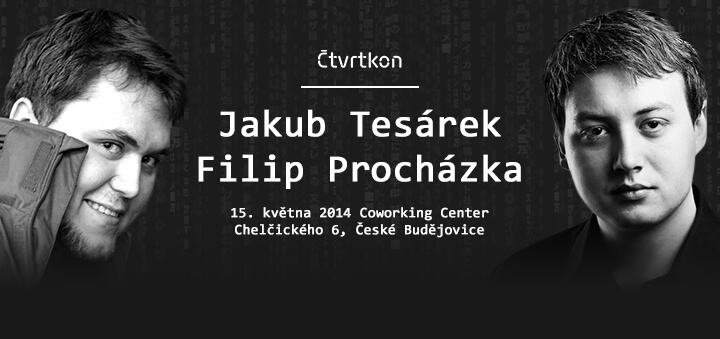 Čtvrtkon
Jakub Tesárek
Filip Procházka
15. května 2014 Coworking Center
Chelčického 6, České Budějovice